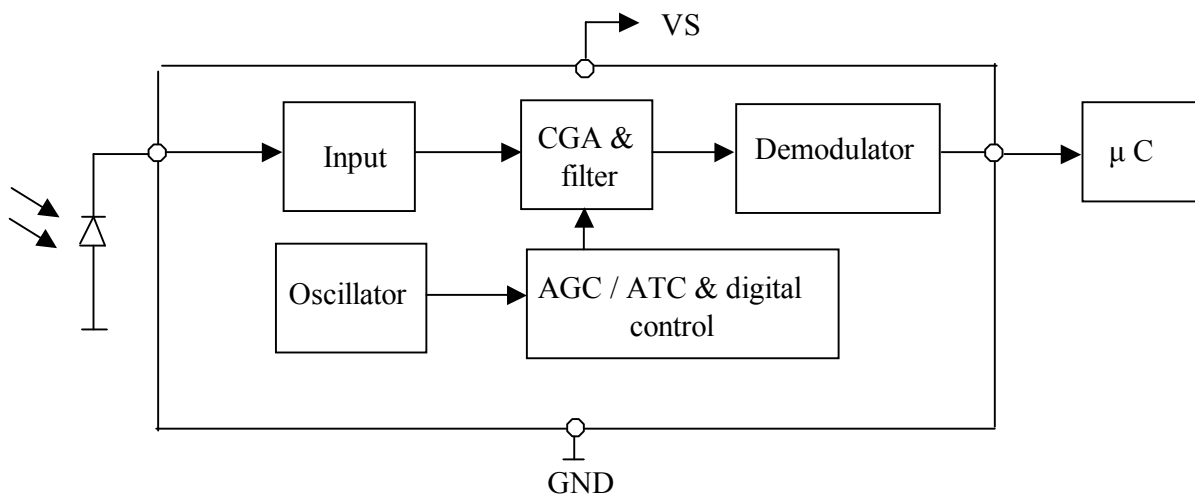 VS
Input
CGA &
filter
Demodulator
μ C
Oscillator
AGC / ATC & digital
control
GND